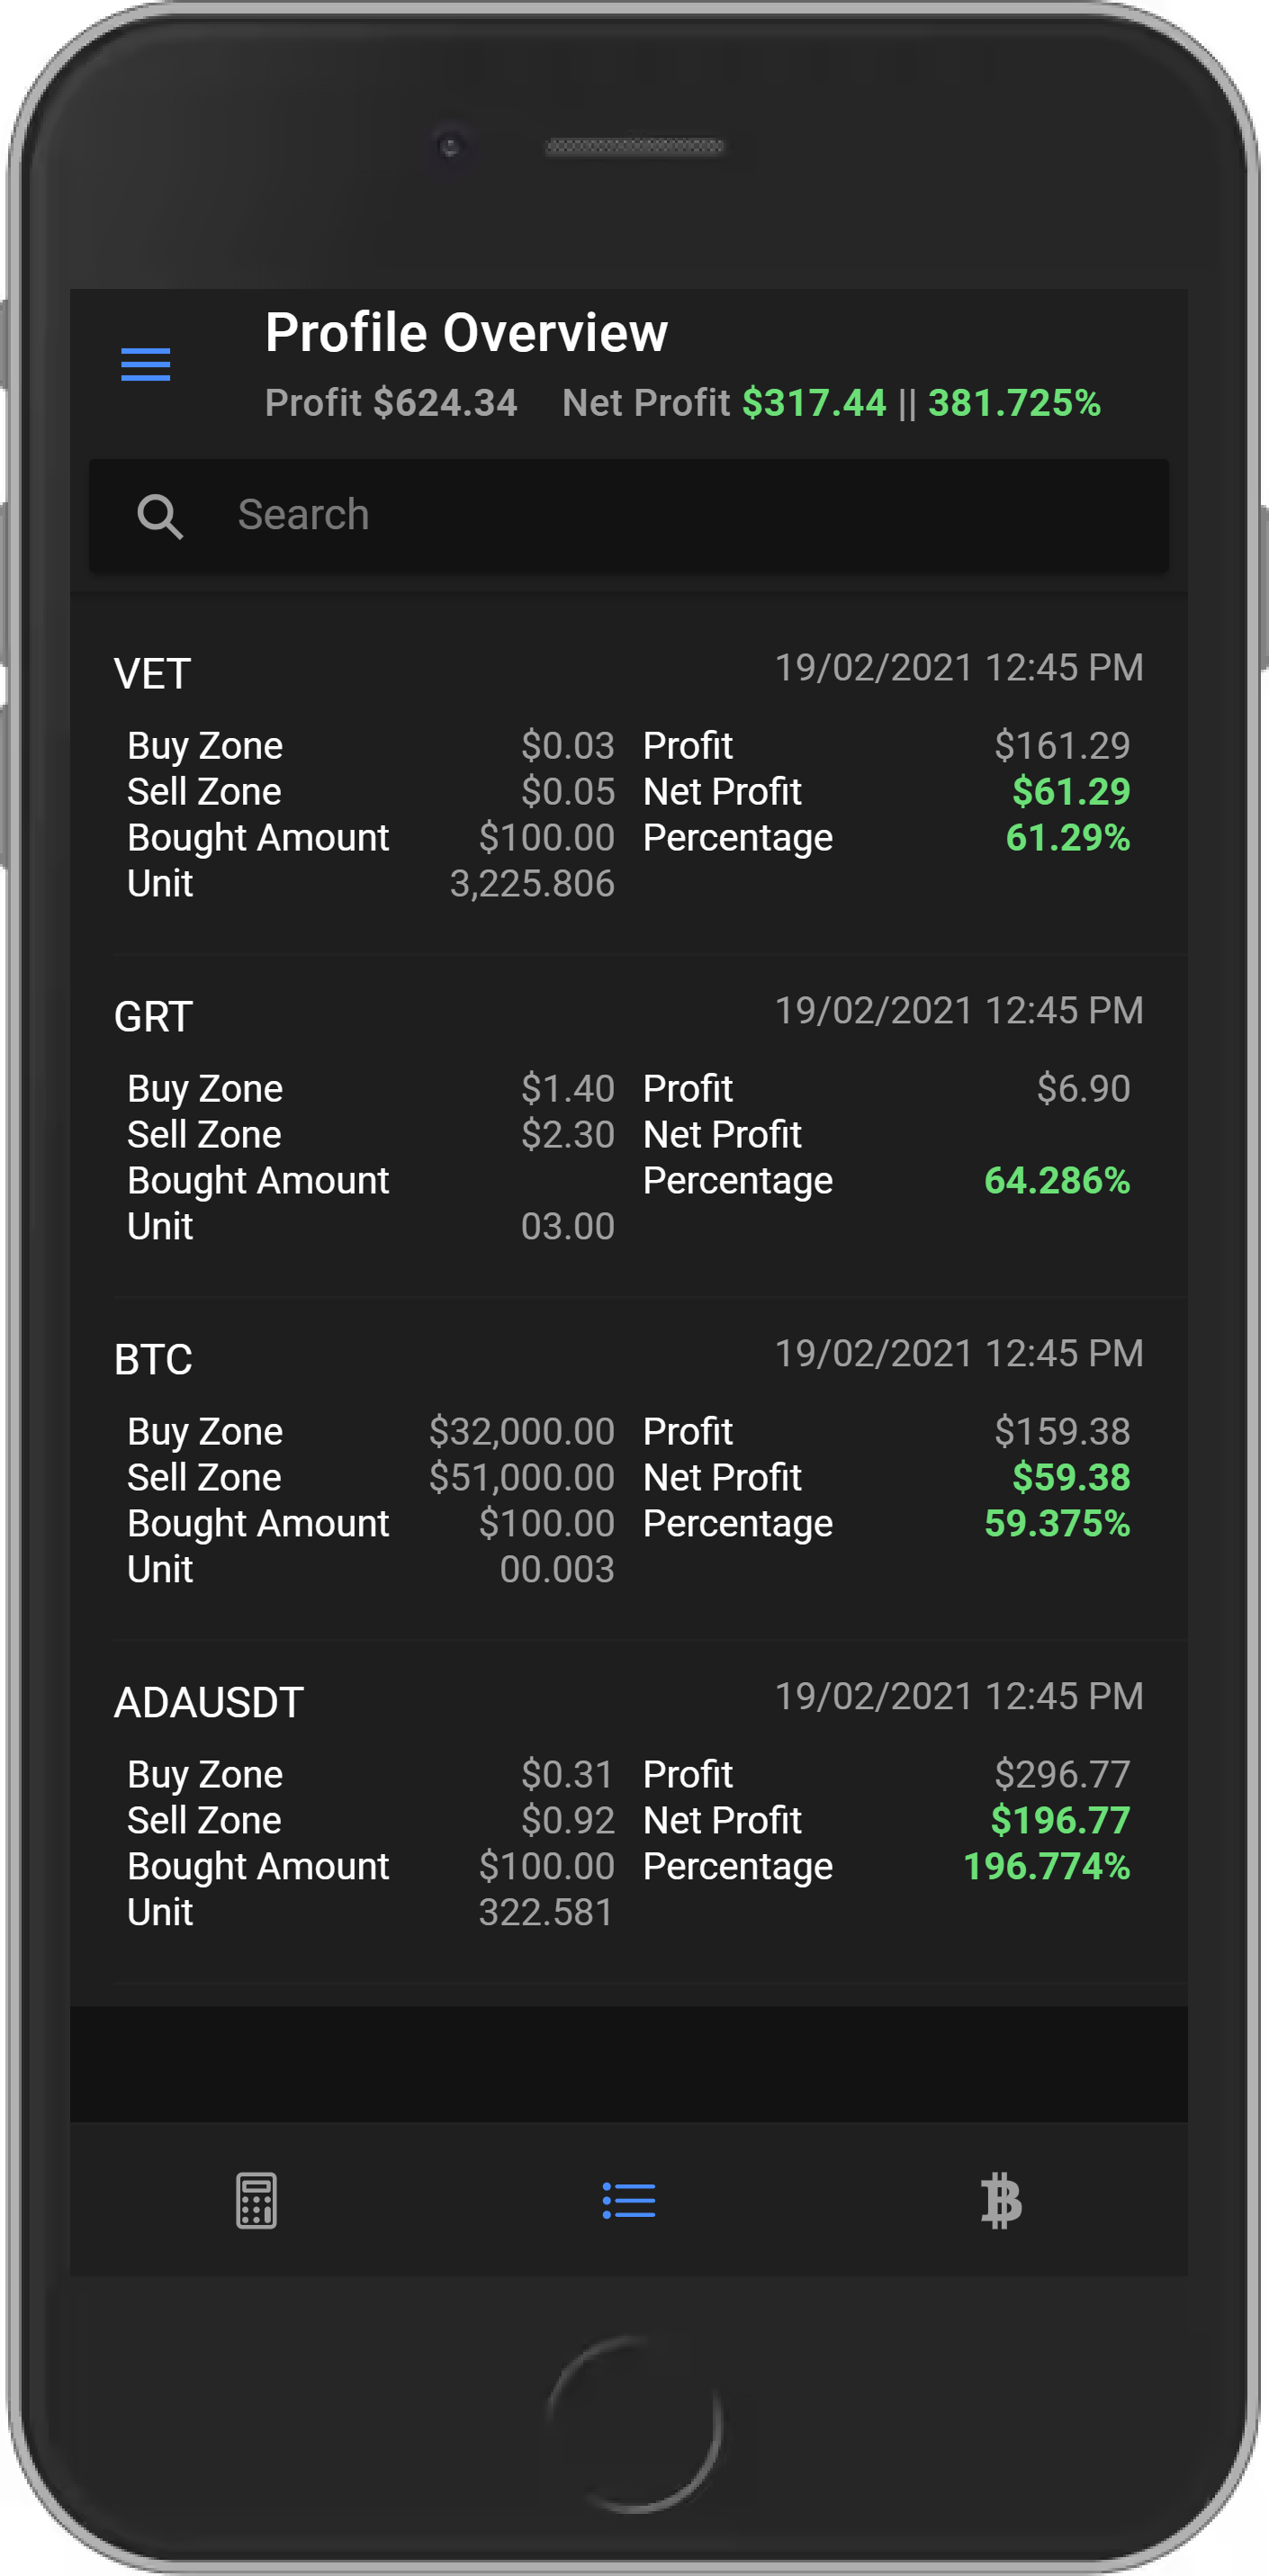 Profile Overview
Profit $624.34 Net Profit $317.44 || 381.725%
Search
VET 19/02/2021 12:45 PM
Buy Zone $0.03 Profit $161.29
Sell Zone $0.05 Net Profit $61.29
Bought Amount $100.00 Percentage 61.29%
Unit 3,225.806
GRT 19/02/2021 12:45 PM
Buy Zone $1.40 Profit $6.90
Sell Zone $2.30 Net Profit
Bought Amount Percentage 64.286%
Unit 03.00
BTC 19/02/2021 12:45 PM
Buy Zone $32,000.00 Profit $159.38
Sell Zone $51,000.00 Net Profit $59.38
Bought Amount $100.00 Percentage 59.375%
Unit 00.003
ADAUSDT 19/02/2021 12:45 PM
Buy Zone $0.31 Profit $296.77
Sell Zone $0.92 Net Profit $196.77
Bought Amount $100.00 Percentage 196.774%
Unit 322.581